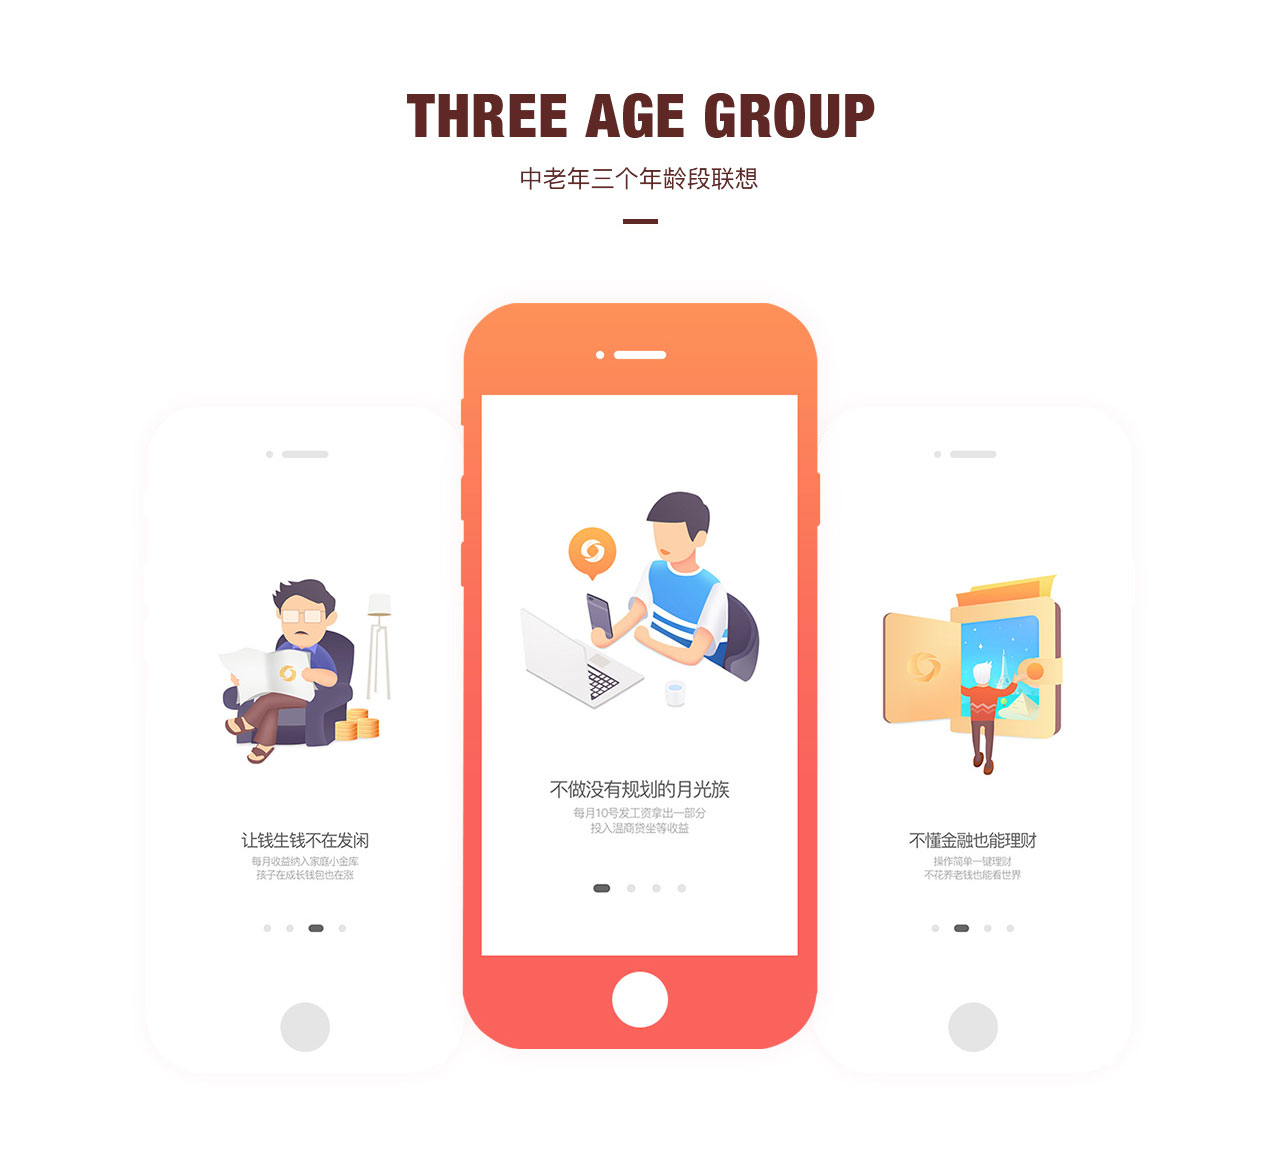 THREE AGE GROUP
中老年三个年龄段联想
不做没有规划的月光族
每月10号发工资拿出一部分
投入温商贷坐等收益
让钱生钱不在发闲
每月收益纳入家庭小金库
孩子在成长钱包也在涨
不懂金融也能理财
操作简单一键理财
不花养老钱也能看世界